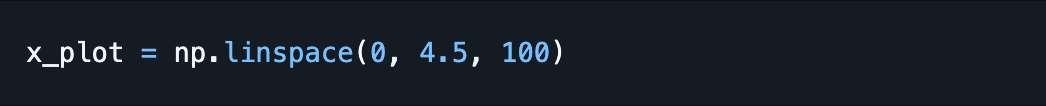 x_plot = np.linspace(0, 4.5, 100)